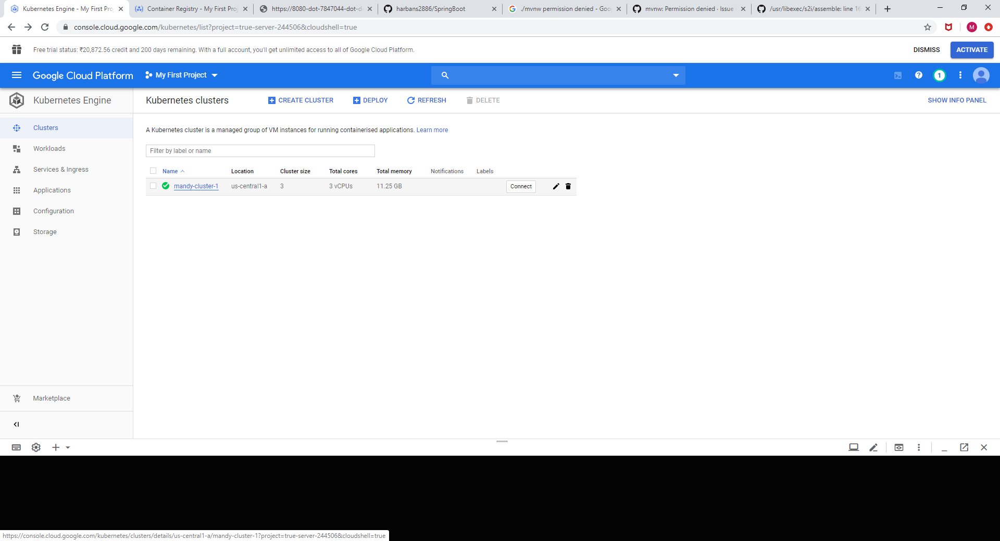 Kubernetes Engine - My First Pro
Container Registry - My First Proj
https://8080-dot-7847044-dot-d
harbans2886/SpringBoot
./mvnw permission denied - Goo
mvnw: Permission denied · Issue
/usr/libexec/s2i/assemble: line 16
console.cloud.google.com/kubernetes/list?project=true-server-244506&cloudshell=true
M
Free trial status: ₹20,872.56 credit and 200 days remaining. With a full account, you'll get unlimited access to all of Google Cloud Platform.
DISMISS
ACTIVATE
Google Cloud Platform
My First Project
1
Kubernetes Engine
Kubernetes clusters
CREATE CLUSTER
DEPLOY
REFRESH
DELETE
SHOW INFO PANEL
Clusters
Workloads
Services & Ingress
Applications
Configuration
Storage
Marketplace
A Kubernetes cluster is a managed group of VM instances for running containerised applications. Learn more
Filter by label or name
Name Location Cluster size Total cores Total memory Notifications Labels
mandy-cluster-1 us-central1-a 3 3 vCPUs 11.25 GB Connect
https://console.cloud.google.com/kubernetes/clusters/details/us-central1-a/mandy-cluster-1?project=true-server-244506&cloudshell=true